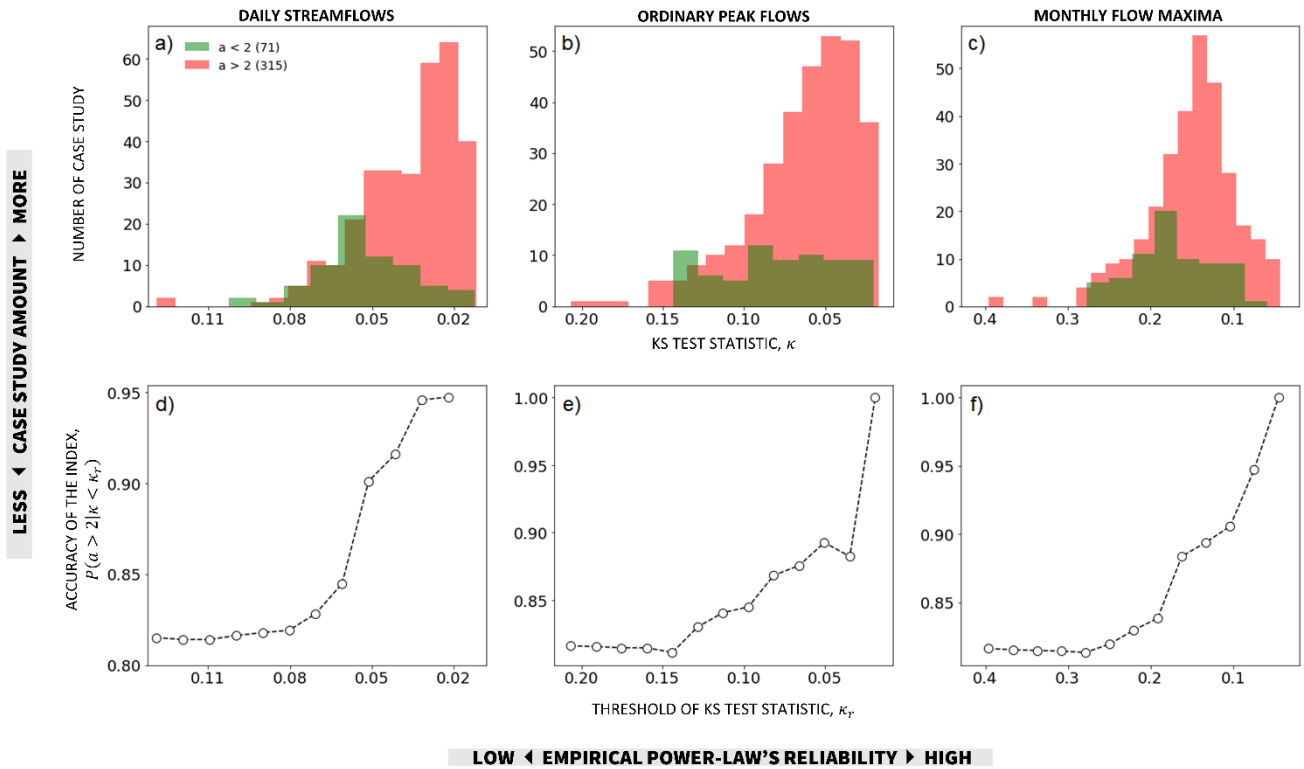 DAILY STREAMFLOWS
ORDINARY PEAK FLOWS
MONTHLY FLOW MAXIMA
LESS ◄ CASE STUDY AMOUNT ► MORE
NUMBER OF CASE STUDY
a)
a < 2 (71)
a > 2 (315)
60
50
40
30
20
10
0
0.11 0.08 0.05 0.02
b)
50
40
30
20
10
0
0.20 0.15 0.10 0.05
c)
50
40
30
20
10
0
0.4 0.3 0.2 0.1
KS TEST STATISTIC, κ
ACCURACY OF THE INDEX,
P(a > 2|κ < κr)
d)
0.95
0.90
0.85
0.80
0.11 0.08 0.05 0.02
e)
1.00
0.95
0.90
0.85
0.20 0.15 0.10 0.05
f)
1.00
0.95
0.90
0.85
0.4 0.3 0.2 0.1
THRESHOLD OF KS TEST STATISTIC, κr
LOW ◄ EMPIRICAL POWER-LAW'S RELIABILITY ► HIGH